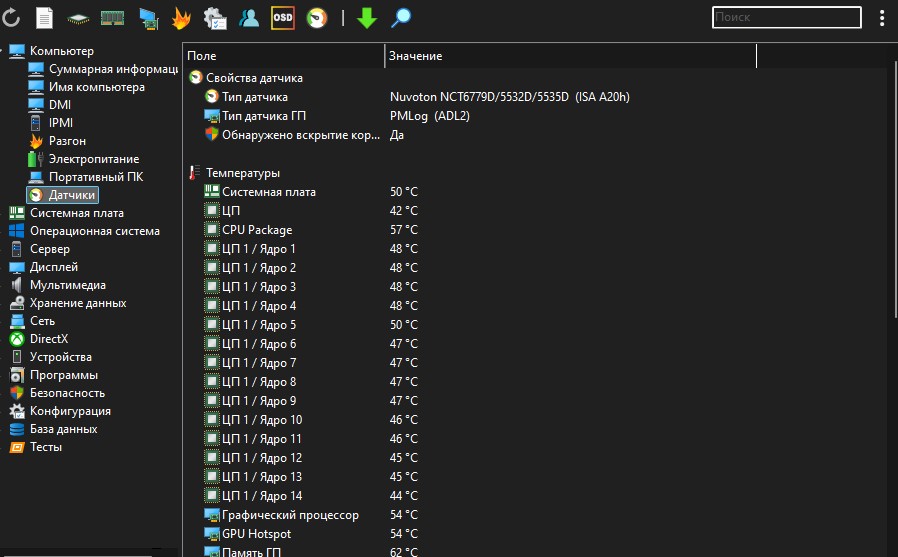 OSD
Поиск
Компьютер
Суммарная информаци
Имя компьютера
DMI
IPMI
Разгон
Электропитание
Портативный ПК
Датчики
Системная плата
Операционная система
Сервер
Дисплей
Мультимедиа
Хранение данных
Сеть
DirectX
Устройства
Программы
Безопасность
Конфигурация
База данных
Тесты
Поле Значение
Свойства датчика
Тип датчика Nuvoton NCT6779D/5532D/5535D (ISA A20h)
Тип датчика ГП PMLog (ADL2)
Обнаружено вскрытие кор... Да
Температуры
Системная плата 50 °C
ЦП 42 °C
CPU Package 57 °C
ЦП 1 / Ядро 1 48 °C
ЦП 1 / Ядро 2 48 °C
ЦП 1 / Ядро 3 48 °C
ЦП 1 / Ядро 4 48 °C
ЦП 1 / Ядро 5 50 °C
ЦП 1 / Ядро 6 47 °C
ЦП 1 / Ядро 7 47 °C
ЦП 1 / Ядро 8 47 °C
ЦП 1 / Ядро 9 47 °C
ЦП 1 / Ядро 10 46 °C
ЦП 1 / Ядро 11 46 °C
ЦП 1 / Ядро 12 45 °C
ЦП 1 / Ядро 13 45 °C
ЦП 1 / Ядро 14 44 °C
Графический процессор 54 °C
GPU Hotspot 54 °C
Память ГП 62 °C